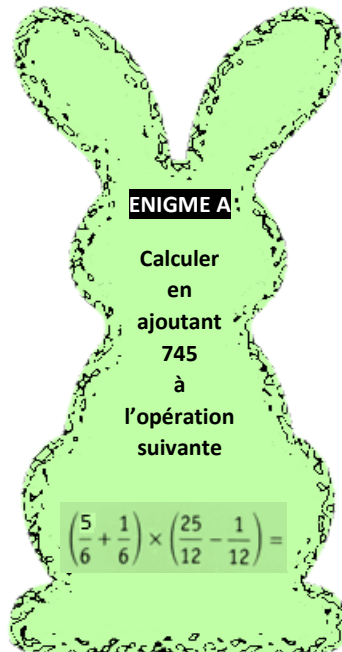 ENIGME A
Calculer
en
ajoutant
745
à
l’opération
suivante
(5/6 + 1/6) × (25/12 − 1/12) =